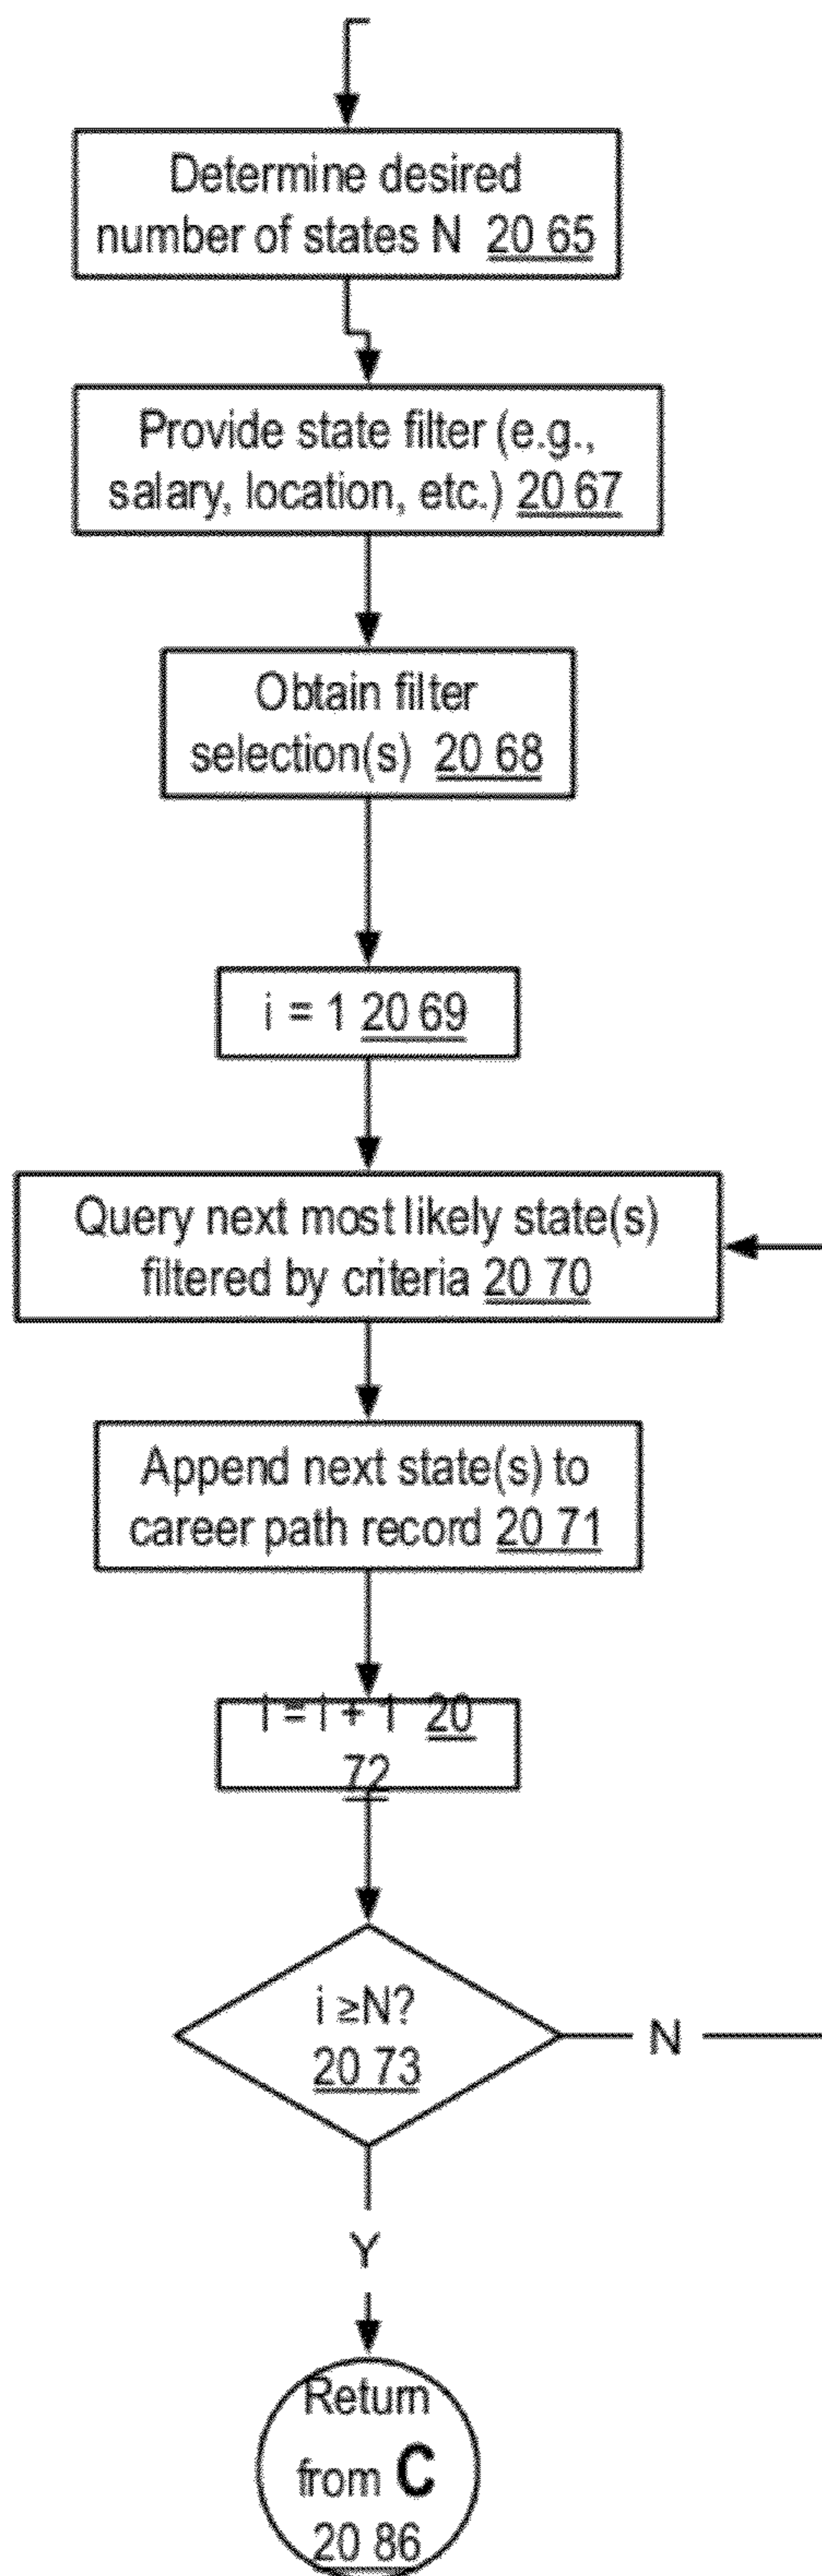 Determine desired
number of states N 20 65
Provide state filter (e.g.,
salary, location, etc.) 20 67
Obtain filter
selection(s) 20 68
i = 1 20 69
Query next most likely state(s)
filtered by criteria 20 70
Append next state(s) to
career path record 20 71
i = i + 1 20
72
i ≥N?
20 73
N
Y
Return
from C
20 86